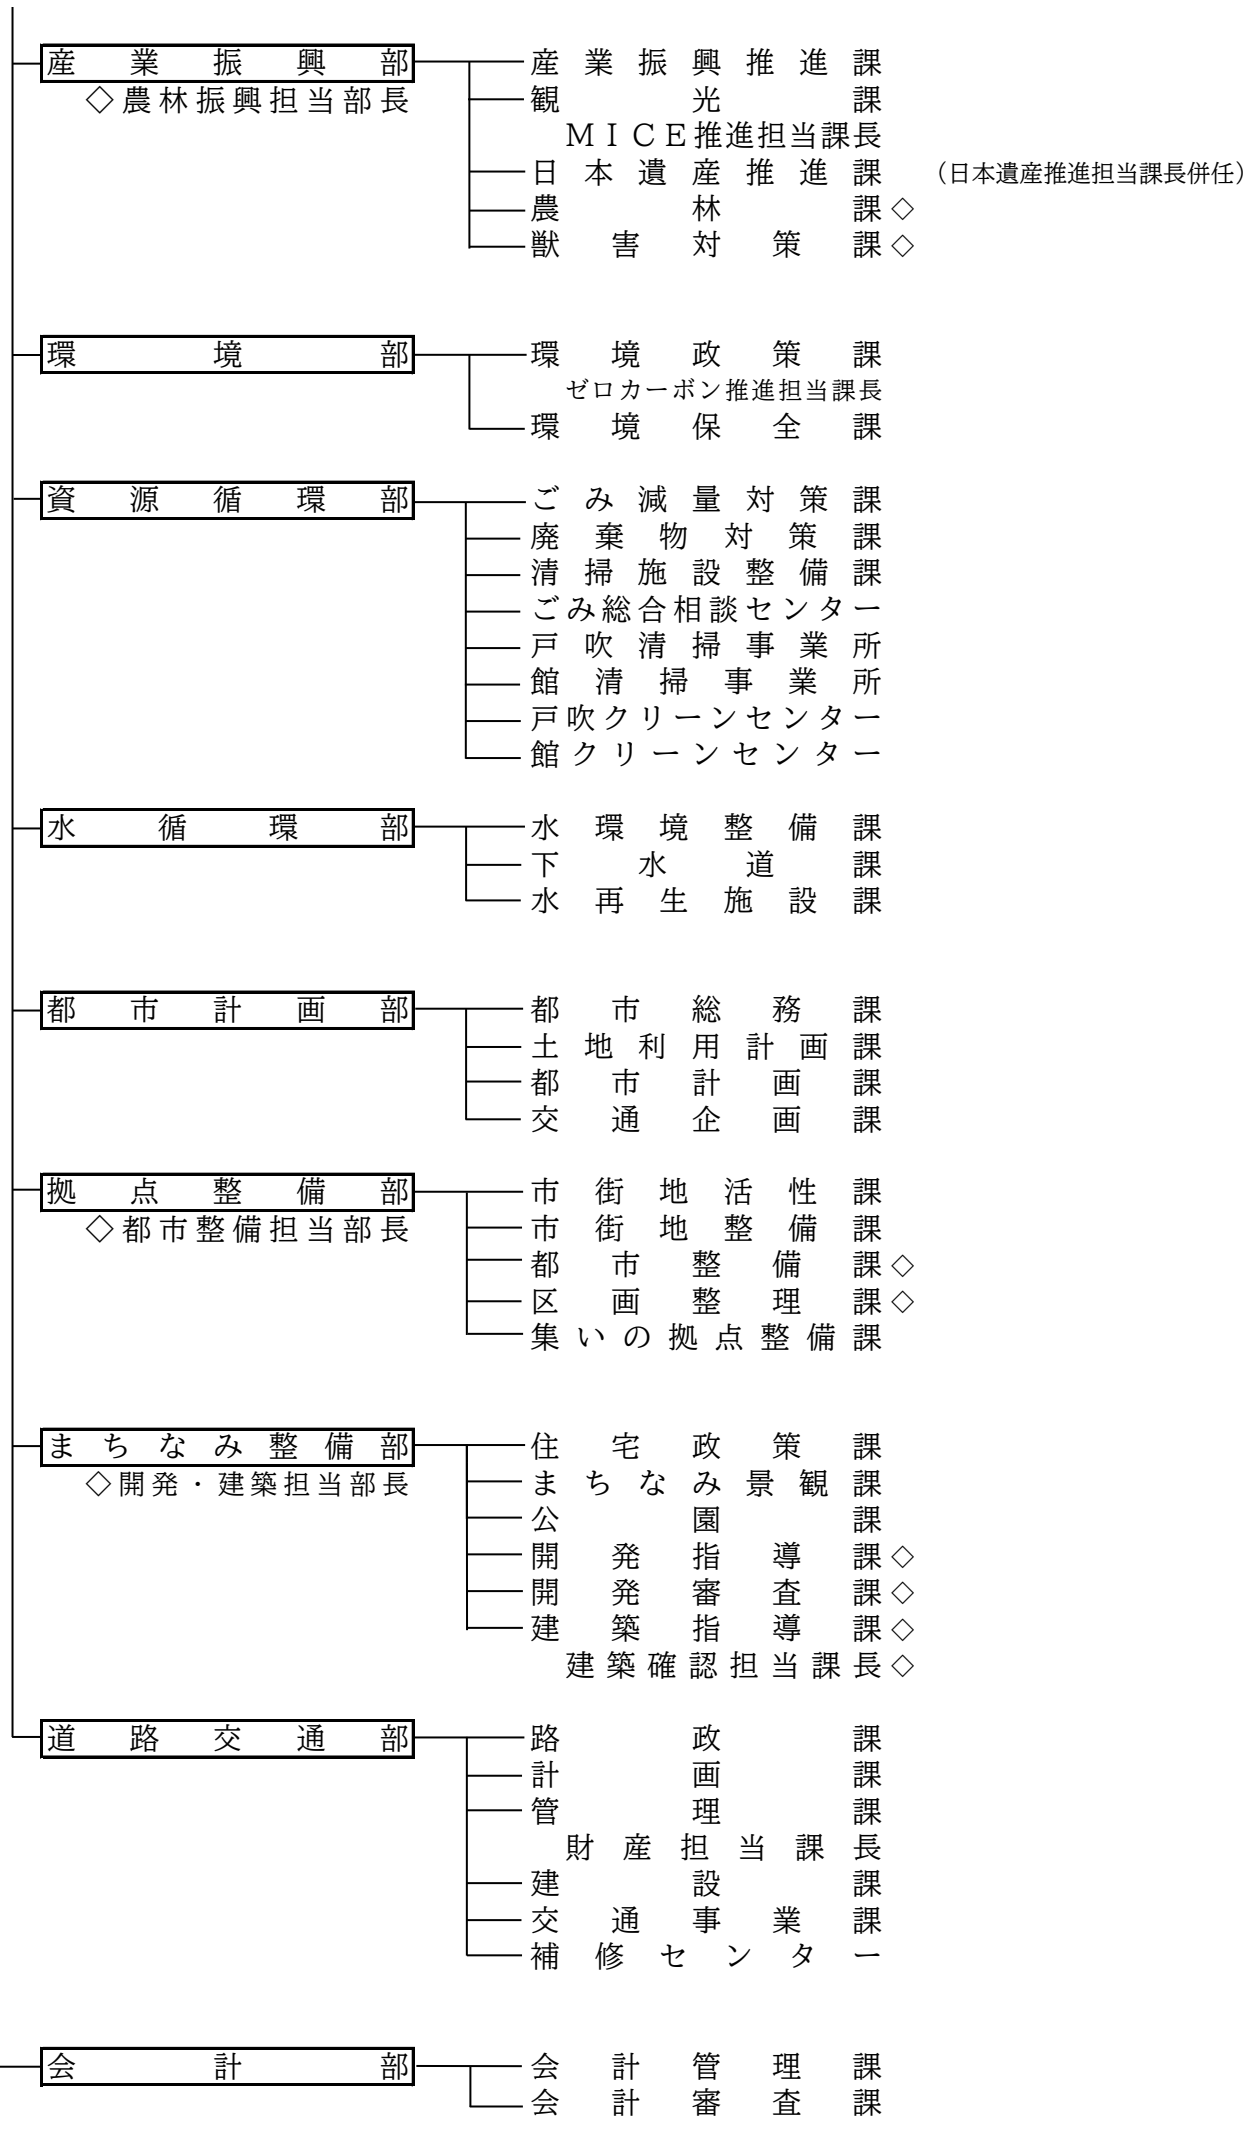 産業振興部 産業振興推進課
◇農林振興担当部長 観光課
ＭＩＣＥ推進担当課長
日本遺産推進課 （日本遺産推進担当課長併任）
農林課◇
獣害対策課◇
環境部 環境政策課
ゼロカーボン推進担当課長
環境保全課
資源循環部 ごみ減量対策課
廃棄物対策課
清掃施設整備課
ごみ総合相談センター
戸吹清掃事業所
館清掃事業所
戸吹クリーンセンター
館クリーンセンター
水循環部 水環境整備課
下水道課
水再生施設課
都市計画部 都市総務課
土地利用計画課
都市計画課
交通企画課
拠点整備部 市街地活性課
◇都市整備担当部長 市街地整備課
都市整備課◇
区画整理課◇
集いの拠点整備課
まちなみ整備部 住宅政策課
◇開発・建築担当部長 まちなみ景観課
公園課
開発指導課◇
開発審査課◇
建築指導課◇
建築確認担当課長◇
道路交通部 路政課
計画課
管理課
財産担当課長
建設課
交通事業課
補修センター
会計部 会計管理課
会計審査課